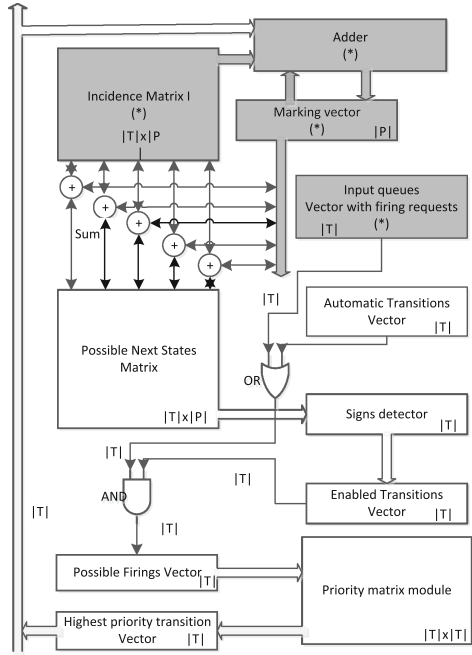 Adder
(*)
Incidence Matrix I
(*)
|T|x|P
|
Marking vector
(*)
|P|
Input queues
Vector with firing requests
(*)
|T|
+
+
+
+
+
Sum
|T|
Automatic Transitions
Vector
|T|
Possible Next States
Matrix
|T|x|P|
OR
Signs detector
|T|
|T|
|T|
AND
Enabled Transitions
Vector
|T|
|T|
|T|
Possible Firings Vector
|T|
Priority matrix module
|T|x|T|
Highest priority transition
Vector
|T|